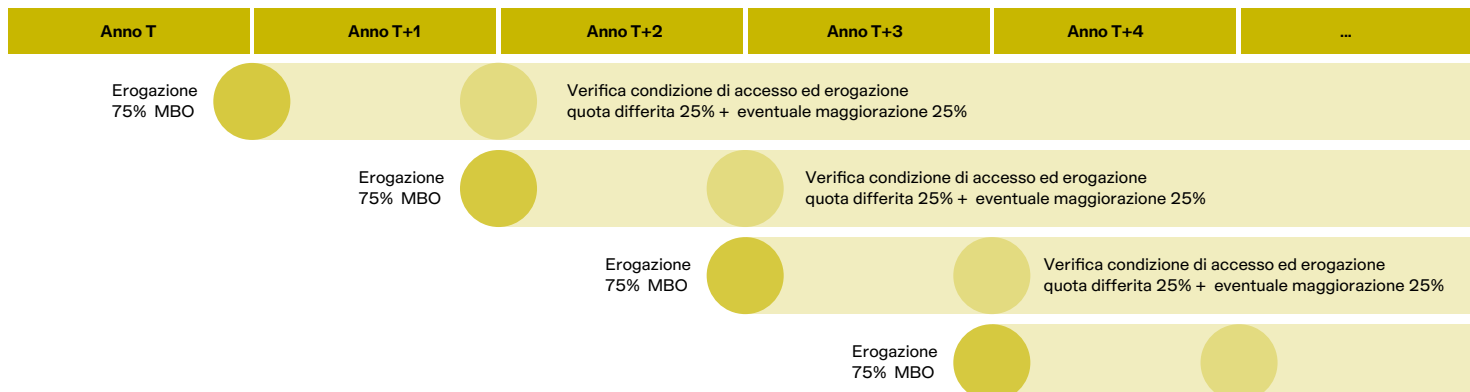 Anno T
Anno T+1
Anno T+2
Anno T+3
Anno T+4
...
Erogazione
75% MBO
Verifica condizione di accesso ed erogazione
quota differita 25% + eventuale maggiorazione 25%
Erogazione
75% MBO
Verifica condizione di accesso ed erogazione
quota differita 25% + eventuale maggiorazione 25%
Erogazione
75% MBO
Verifica condizione di accesso ed erogazione
quota differita 25% + eventuale maggiorazione 25%
Erogazione
75% MBO